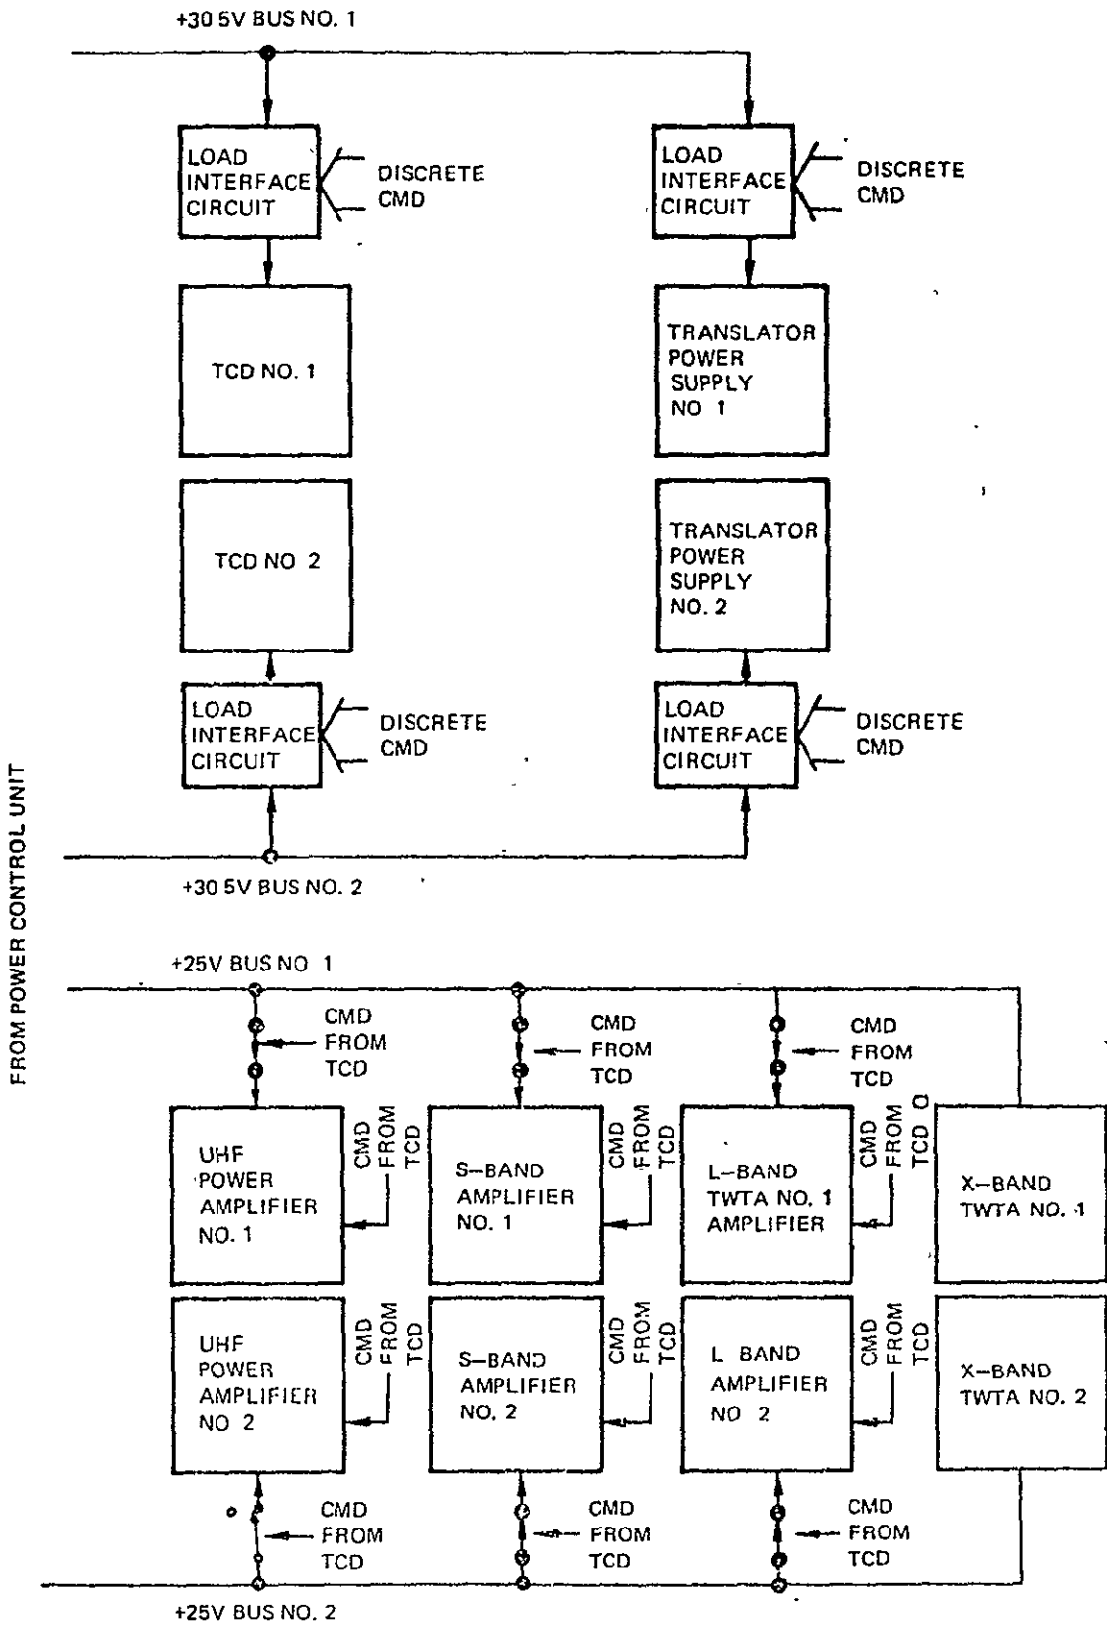 +30 5V BUS NO. 1
LOAD
INTERFACE
CIRCUIT
DISCRETE
CMD
LOAD
INTERFACE
CIRCUIT
DISCRETE
CMD
TCD NO. 1
TRANSLATOR
POWER
SUPPLY
NO 1
TCD NO 2
TRANSLATOR
POWER
SUPPLY
NO. 2
LOAD
INTERFACE
CIRCUIT
DISCRETE
CMD
LOAD
INTERFACE
CIRCUIT
DISCRETE
CMD
+30 5V BUS NO. 2
FROM POWER CONTROL UNIT
+25V BUS NO 1
CMD
FROM
TCD
CMD
FROM
TCD
CMD
FROM
TCD
UHF
POWER
AMPLIFIER
NO. 1
CMD
FROM
TCD
S-BAND
AMPLIFIER
NO. 1
CMD
FROM
TCD
L-BAND
TWTA NO. 1
AMPLIFIER
CMD
FROM
TCD
X-BAND
TWTA NO. 1
UHF
POWER
AMPLIFIER
NO 2
CMD
FROM
TCD
S-BAND
AMPLIFIER
NO. 2
CMD
FROM
TCD
L BAND
AMPLIFIER
NO 2
CMD
FROM
TCD
X-BAND
TWTA NO. 2
CMD
FROM
TCD
CMD
FROM
TCD
CMD
FROM
TCD
+25V BUS NO. 2